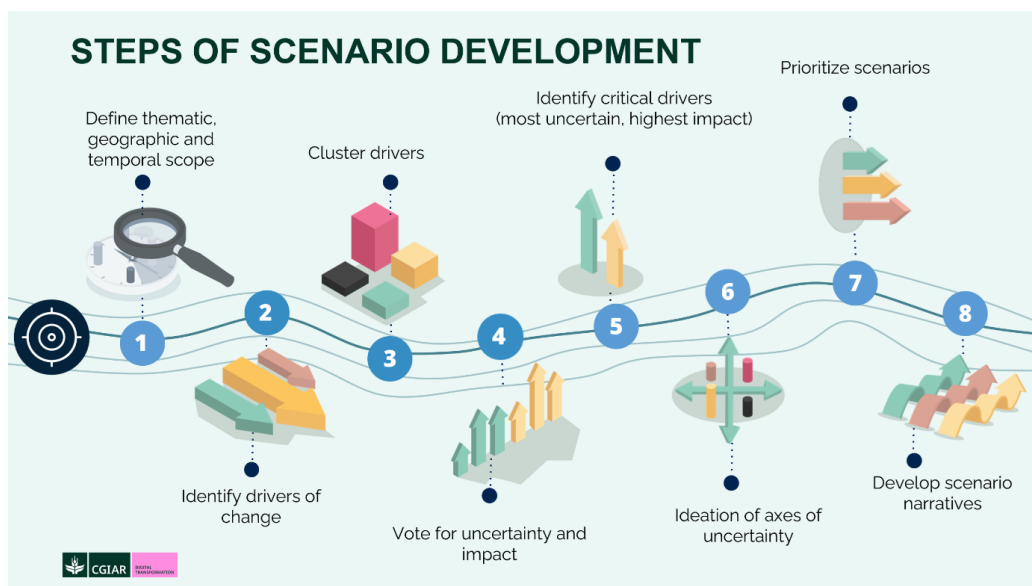 STEPS OF SCENARIO DEVELOPMENT
Define thematic,
geographic and
temporal scope
1
2
Identify drivers of
change
Cluster drivers
3
4
Vote for uncertainty and
impact
Identify critical drivers
(most uncertain, highest impact)
5
6
Ideation of axes of
uncertainty
Prioritize scenarios
7
8
Develop scenario
narratives
CGIAR
DIGITAL
TRANSFORMATION